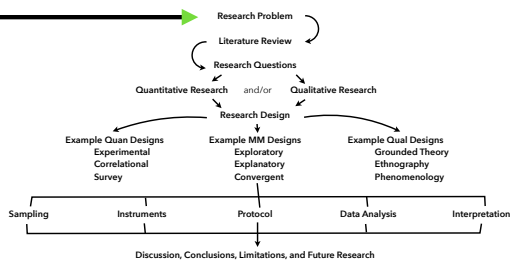 Research Problem
Literature Review
Research Questions
Quantitative Research and/or Qualitative Research
Research Design
Example Quan Designs Example MM Designs Example Qual Designs
Experimental Exploratory Grounded Theory
Correlational Explanatory Ethnography
Survey Convergent Phenomenology
Sampling Instruments Protocol Data Analysis Interpretation
Discussion, Conclusions, Limitations, and Future Research